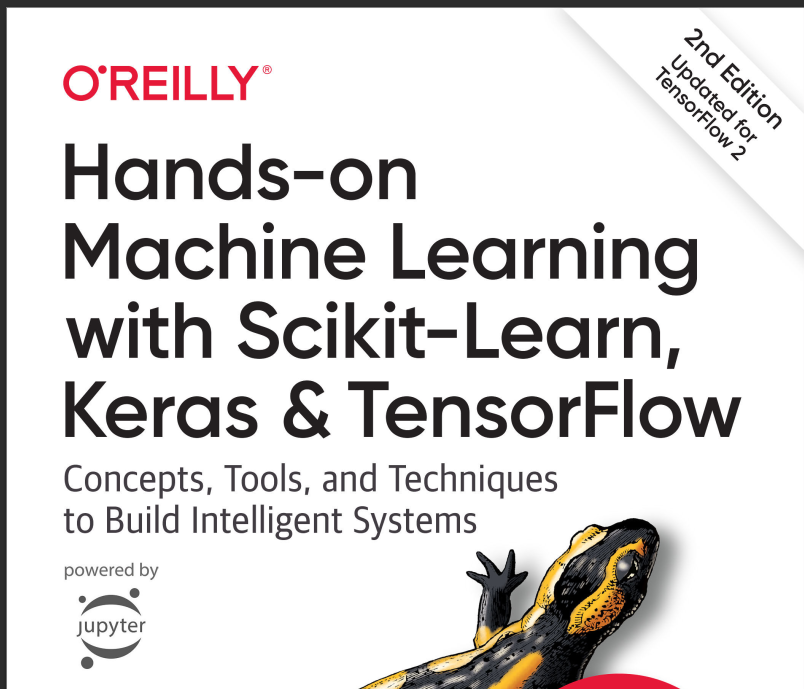 O'REILLY®
2nd Edition
Updated for
TensorFlow 2
Hands-on
Machine Learning
with Scikit-Learn,
Keras & TensorFlow
Concepts, Tools, and Techniques
to Build Intelligent Systems
powered by
jupyter